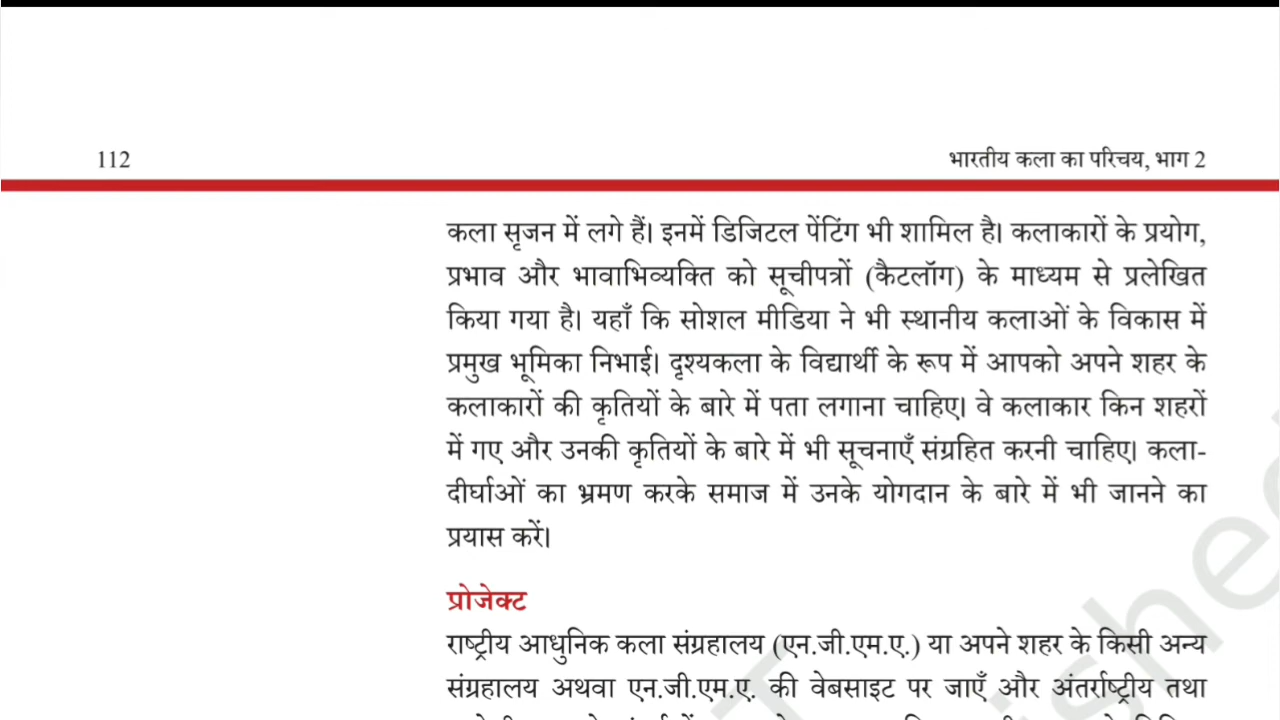 112
भारतीय कला का परिचय, भाग 2
कला सृजन में लगे हैं। इनमें डिजिटल पेंटिंग भी शामिल है। कलाकारों के प्रयोग,
प्रभाव और भावाभिव्यक्ति को सूचीपत्रों (कैटलॉग) के माध्यम से प्रलेखित
किया गया है। यहाँ कि सोशल मीडिया ने भी स्थानीय कलाओं के विकास में
प्रमुख भूमिका निभाई। दृश्यकला के विद्यार्थी के रूप में आपको अपने शहर के
कलाकारों की कृतियों के बारे में पता लगाना चाहिए। वे कलाकार किन शहरों
में गए और उनकी कृतियों के बारे में भी सूचनाएँ संग्रहित करनी चाहिए। कला-
दीर्घाओं का भ्रमण करके समाज में उनके योगदान के बारे में भी जानने का
प्रयास करें।
प्रोजेक्ट
राष्ट्रीय आधुनिक कला संग्रहालय (एन.जी.एम.ए.) या अपने शहर के किसी अन्य
संग्रहालय अथवा एन.जी.एम.ए. की वेबसाइट पर जाएँ और अंतर्राष्ट्रीय तथा